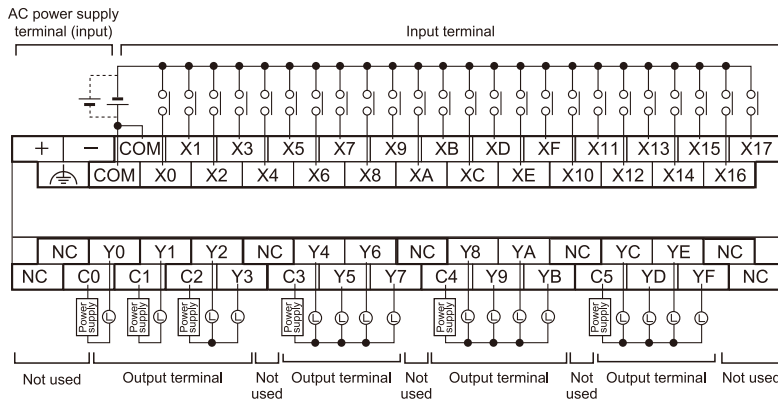 AC power supply
terminal (input)
Input terminal
+ − COM X1 X3 X5 X7 X9 XB XD XF X11 X13 X15 X17
COM X0 X2 X4 X6 X8 XA XC XE X10 X12 X14 X16
NC Y0 Y1 Y2 NC Y4 Y6 NC Y8 YA NC YC YE NC
NC C0 C1 C2 Y3 C3 Y5 Y7 C4 Y9 YB C5 YD YF NC
Power supply L Power supply L Power supply L L Power supply L L L L Power supply L L L L Power supply L L L L
Not used Output terminal Not used Output terminal Not used Output terminal Not used Output terminal Not used